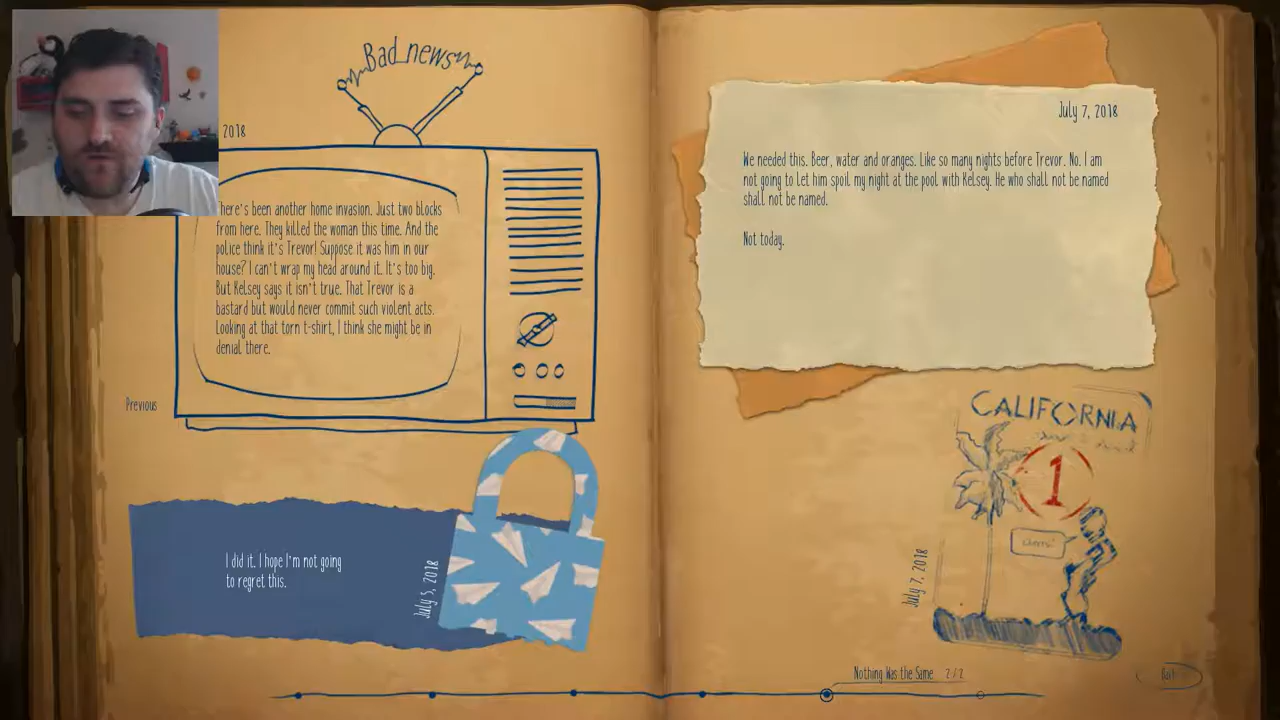 Bad news
2018
There's been another home invasion. Just two blocks
from here. They killed the woman this time. And the
police think it's Trevor! Suppose it was him in our
house? I can't wrap my head around it. It's too big.
But Kelsey says it isn't true. That Trevor is a
bastard but would never commit such violent acts.
Looking at that torn t-shirt, I think she might be in
denial there.
Previous
I did it. I hope I'm not going
to regret this.
July 5, 2018
July 7, 2018
We needed this. Beer, water and oranges. Like so many nights before Trevor. No. I am
not going to let him spoil my night at the pool with Kelsey. He who shall not be named
shall not be named.
Not today.
CALIFORNIA
1
July 7, 2018
Nothing Was the Same 2 / 2